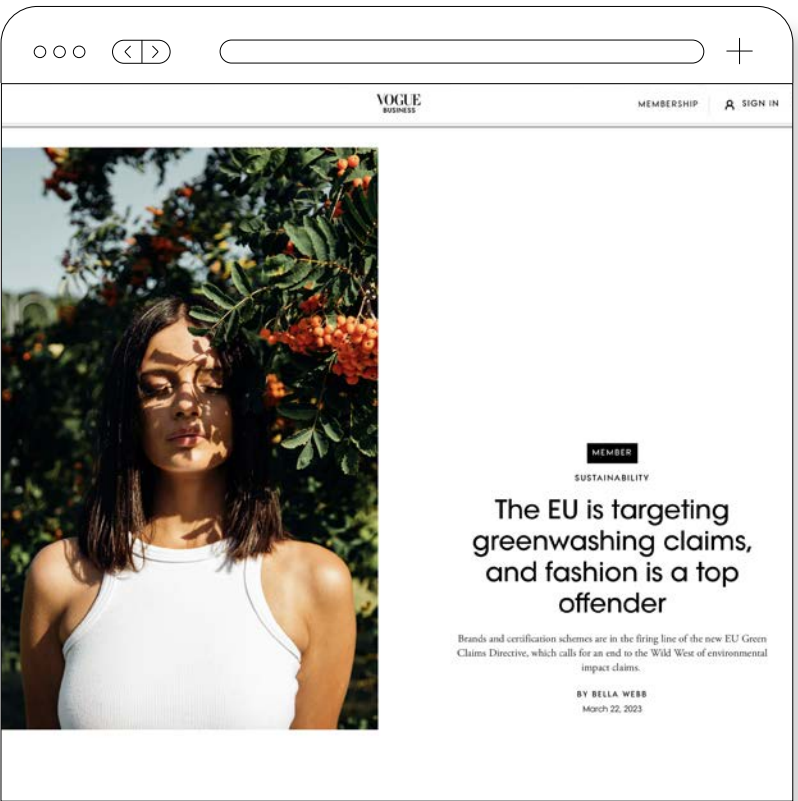 VOGUE
BUSINESS
MEMBERSHIP
SIGN IN
MEMBER
SUSTAINABILITY
The EU is targeting
greenwashing claims,
and fashion is a top
offender
Brands and certification schemes are in the firing line of the new EU Green
Claims Directive, which calls for an end to the Wild West of environmental
impact claims.
BY BELLA WEBB
March 22, 2023